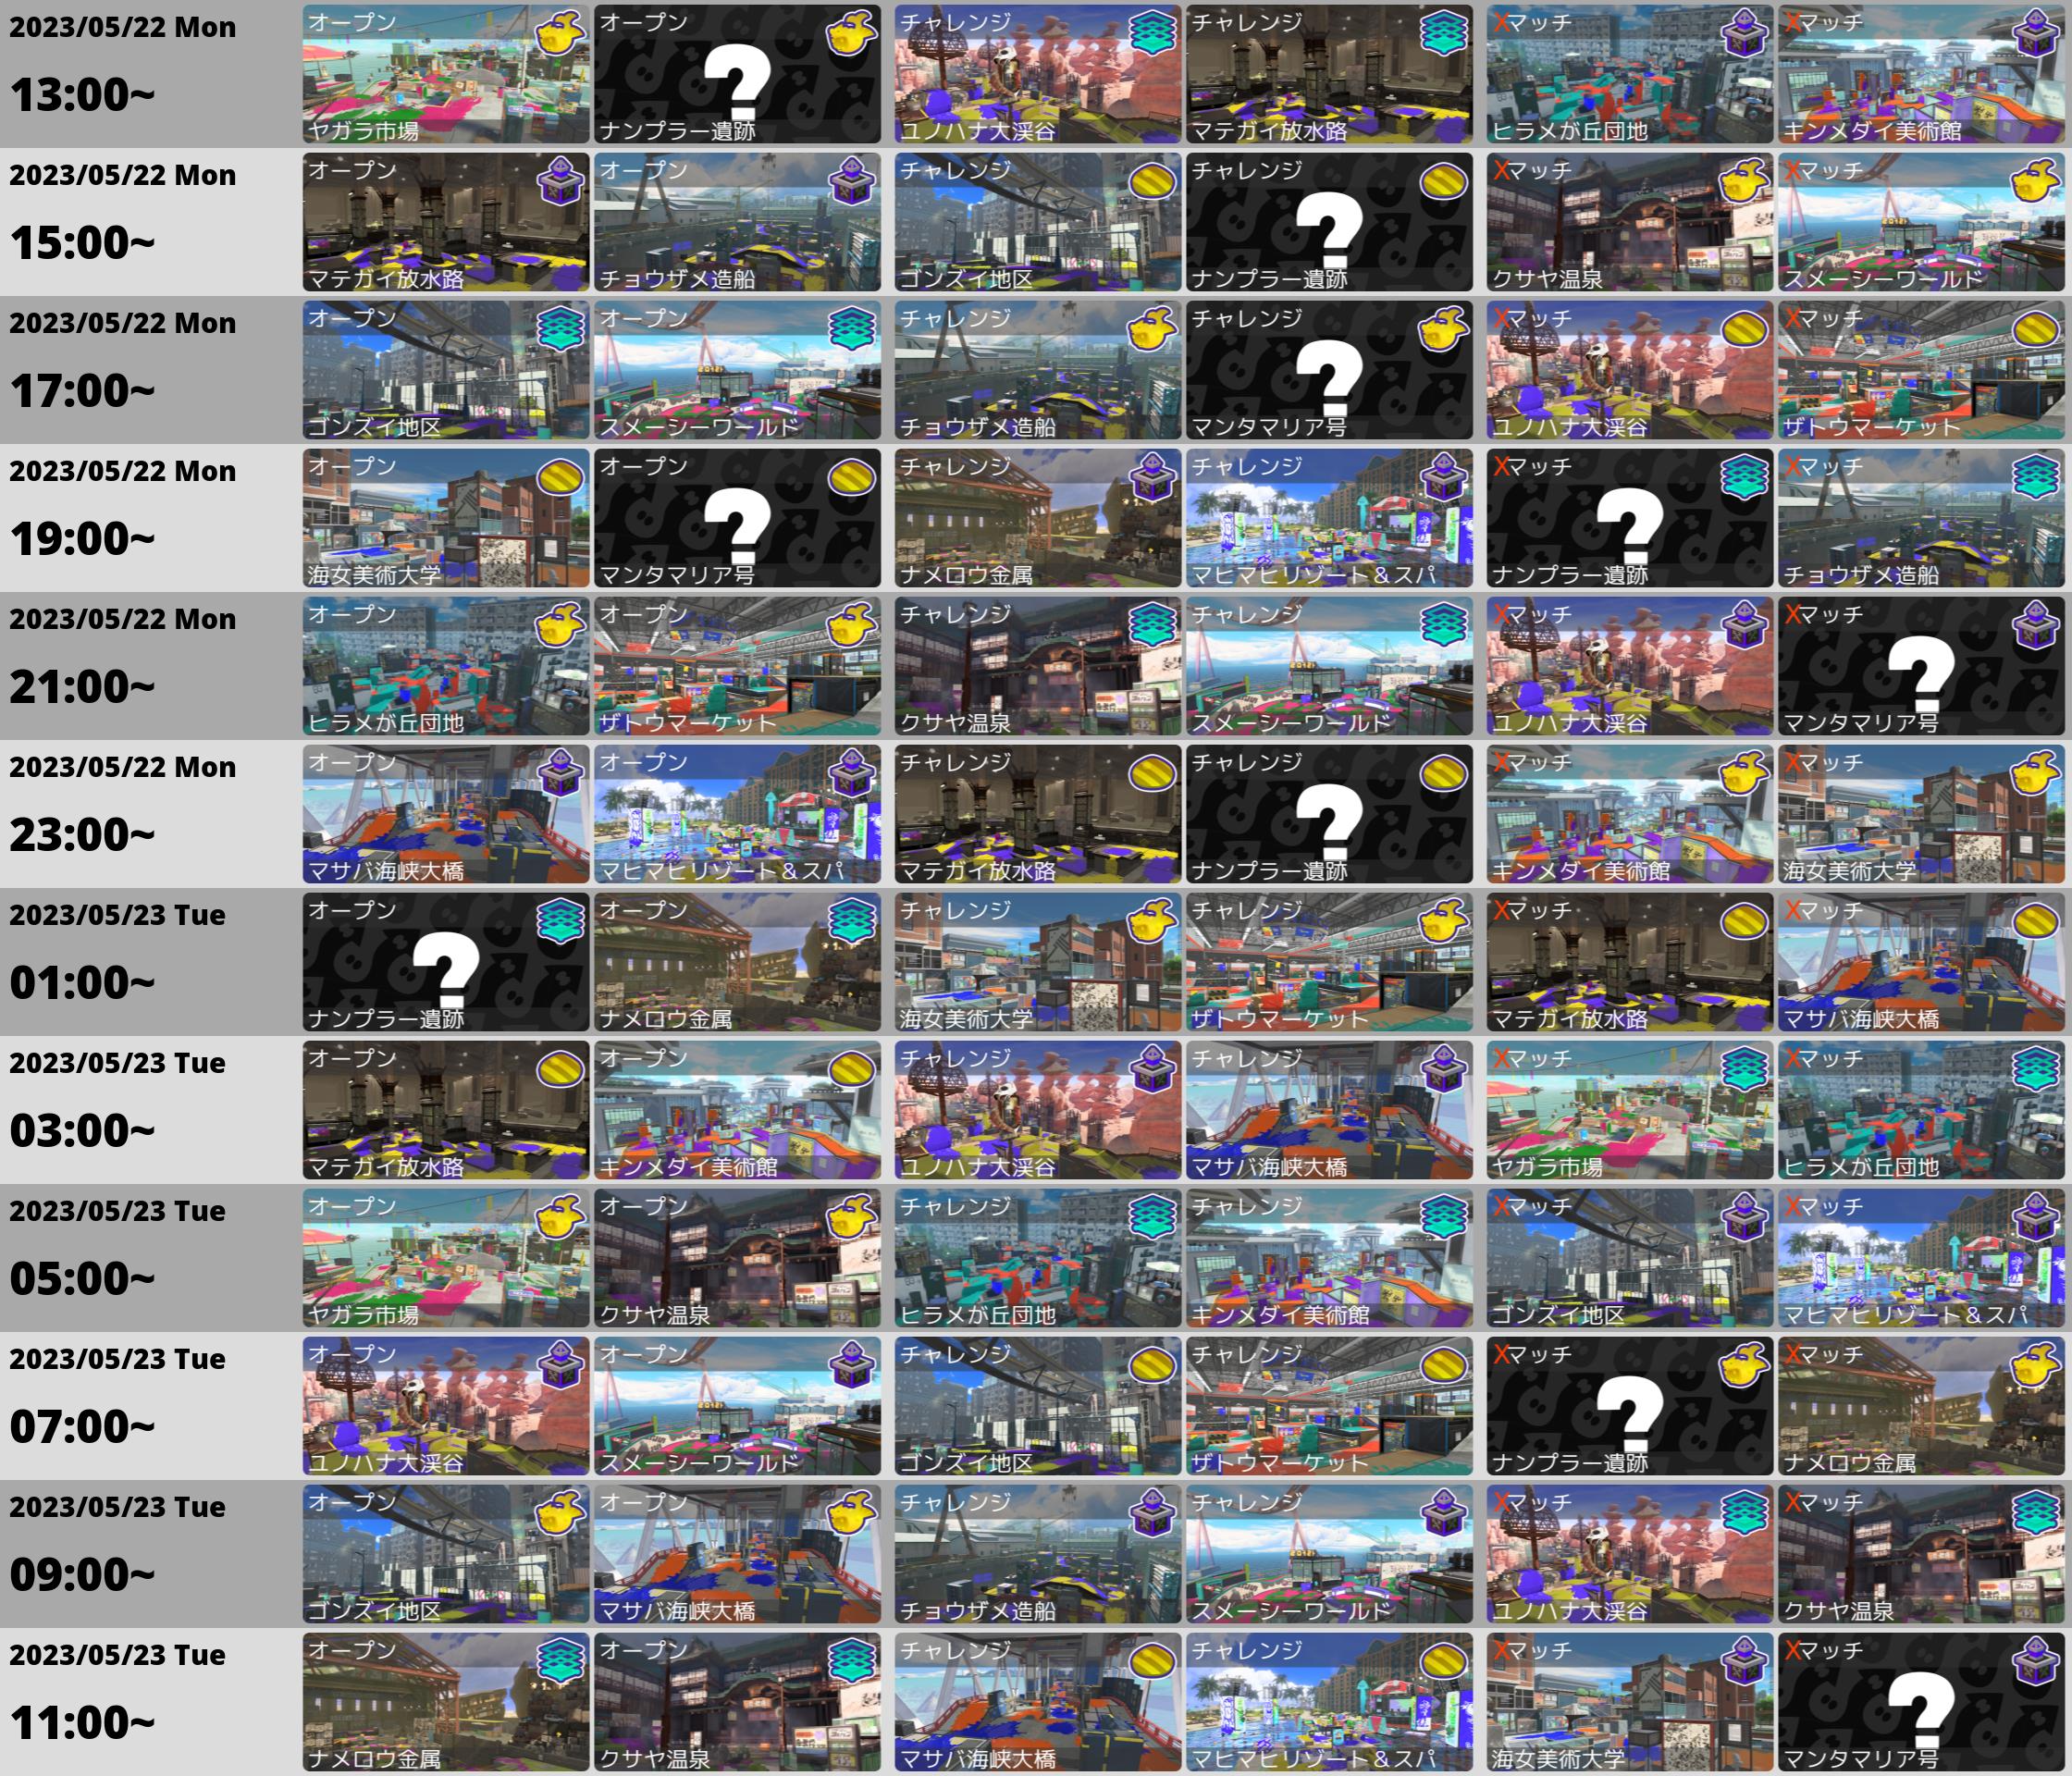 2023/05/22 Mon
13:00~
オープン
ヤガラ市場
オープン
ナンプラー遺跡
チャレンジ
ユノハナ大渓谷
チャレンジ
マテガイ放水路
Xマッチ
ヒラメが丘団地
Xマッチ
キンメダイ美術館
2023/05/22 Mon
15:00~
オープン
マテガイ放水路
オープン
チョウザメ造船
チャレンジ
ゴンズイ地区
チャレンジ
ナンプラー遺跡
Xマッチ
クサヤ温泉
Xマッチ
スメーシーワールド
2023/05/22 Mon
17:00~
オープン
ゴンズイ地区
オープン
スメーシーワールド
チャレンジ
チョウザメ造船
チャレンジ
マンタマリア号
Xマッチ
ユノハナ大渓谷
Xマッチ
ザトウマーケット
2023/05/22 Mon
19:00~
オープン
海女美術大学
オープン
マンタマリア号
チャレンジ
ナメロウ金属
チャレンジ
マヒマヒリゾート＆スパ
Xマッチ
ナンプラー遺跡
Xマッチ
チョウザメ造船
2023/05/22 Mon
21:00~
オープン
ヒラメが丘団地
オープン
ザトウマーケット
チャレンジ
クサヤ温泉
チャレンジ
スメーシーワールド
Xマッチ
ユノハナ大渓谷
Xマッチ
マンタマリア号
2023/05/22 Mon
23:00~
オープン
マサバ海峡大橋
オープン
マヒマヒリゾート＆スパ
チャレンジ
マテガイ放水路
チャレンジ
ナンプラー遺跡
Xマッチ
キンメダイ美術館
Xマッチ
海女美術大学
2023/05/23 Tue
01:00~
オープン
ナンプラー遺跡
オープン
ナメロウ金属
チャレンジ
海女美術大学
チャレンジ
ザトウマーケット
Xマッチ
マテガイ放水路
Xマッチ
マサバ海峡大橋
2023/05/23 Tue
03:00~
オープン
マテガイ放水路
オープン
キンメダイ美術館
チャレンジ
ユノハナ大渓谷
チャレンジ
マサバ海峡大橋
Xマッチ
ヤガラ市場
Xマッチ
ヒラメが丘団地
2023/05/23 Tue
05:00~
オープン
ヤガラ市場
オープン
クサヤ温泉
チャレンジ
ヒラメが丘団地
チャレンジ
キンメダイ美術館
Xマッチ
ゴンズイ地区
Xマッチ
マヒマヒリゾート＆スパ
2023/05/23 Tue
07:00~
オープン
ユノハナ大渓谷
オープン
スメーシーワールド
チャレンジ
ゴンズイ地区
チャレンジ
ザトウマーケット
Xマッチ
ナンプラー遺跡
Xマッチ
ナメロウ金属
2023/05/23 Tue
09:00~
オープン
ゴンズイ地区
オープン
マサバ海峡大橋
チャレンジ
チョウザメ造船
チャレンジ
スメーシーワールド
Xマッチ
ユノハナ大渓谷
Xマッチ
クサヤ温泉
2023/05/23 Tue
11:00~
オープン
ナメロウ金属
オープン
クサヤ温泉
チャレンジ
マサバ海峡大橋
チャレンジ
マヒマヒリゾート＆スパ
Xマッチ
海女美術大学
Xマッチ
マンタマリア号